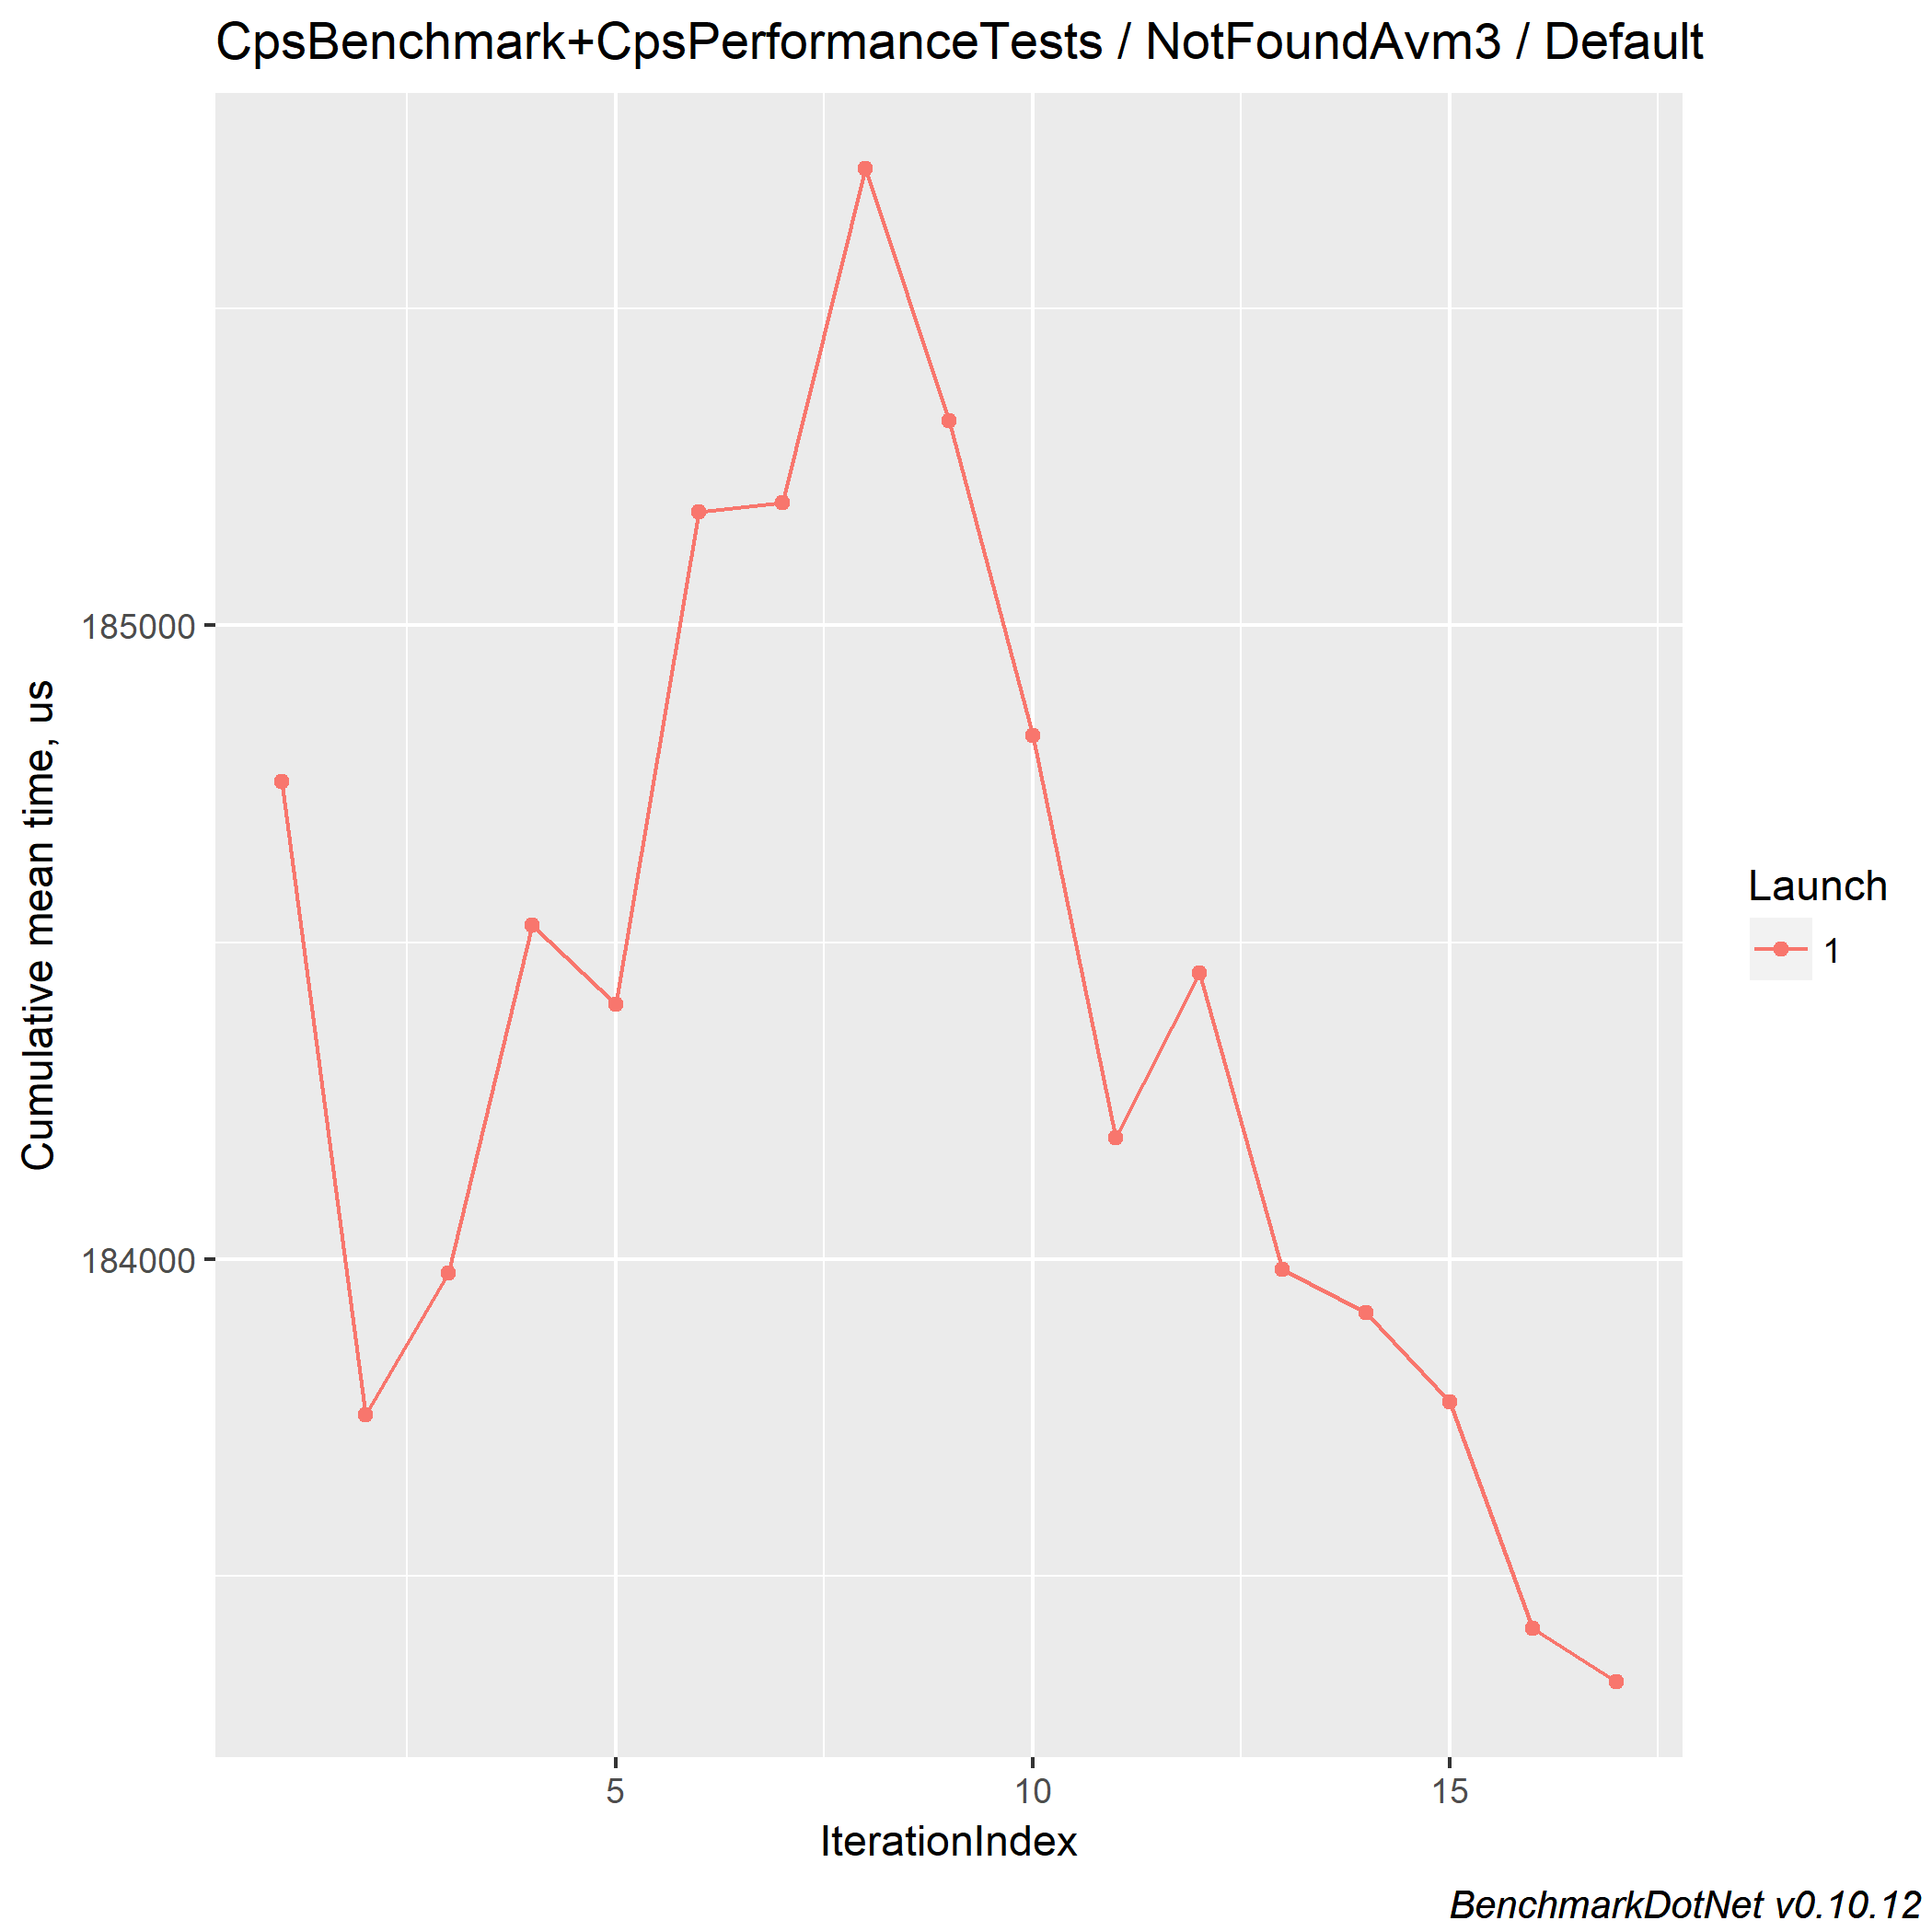 CpsBenchmark+CpsPerformanceTests / NotFoundAvm3 / Default
Cumulative mean time, us
185000
184000
5
10
15
IterationIndex
Launch
1
BenchmarkDotNet v0.10.12